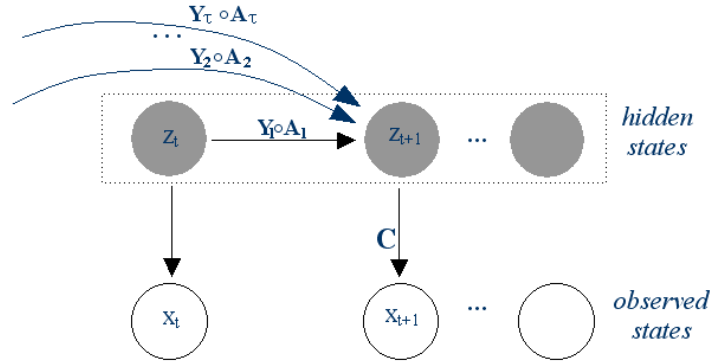 Yτ∘Aτ
...
Y2∘A2
Zt
Y1∘A1
Zt+1
...
hidden
states
C
Xt
Xt+1
...
observed
states